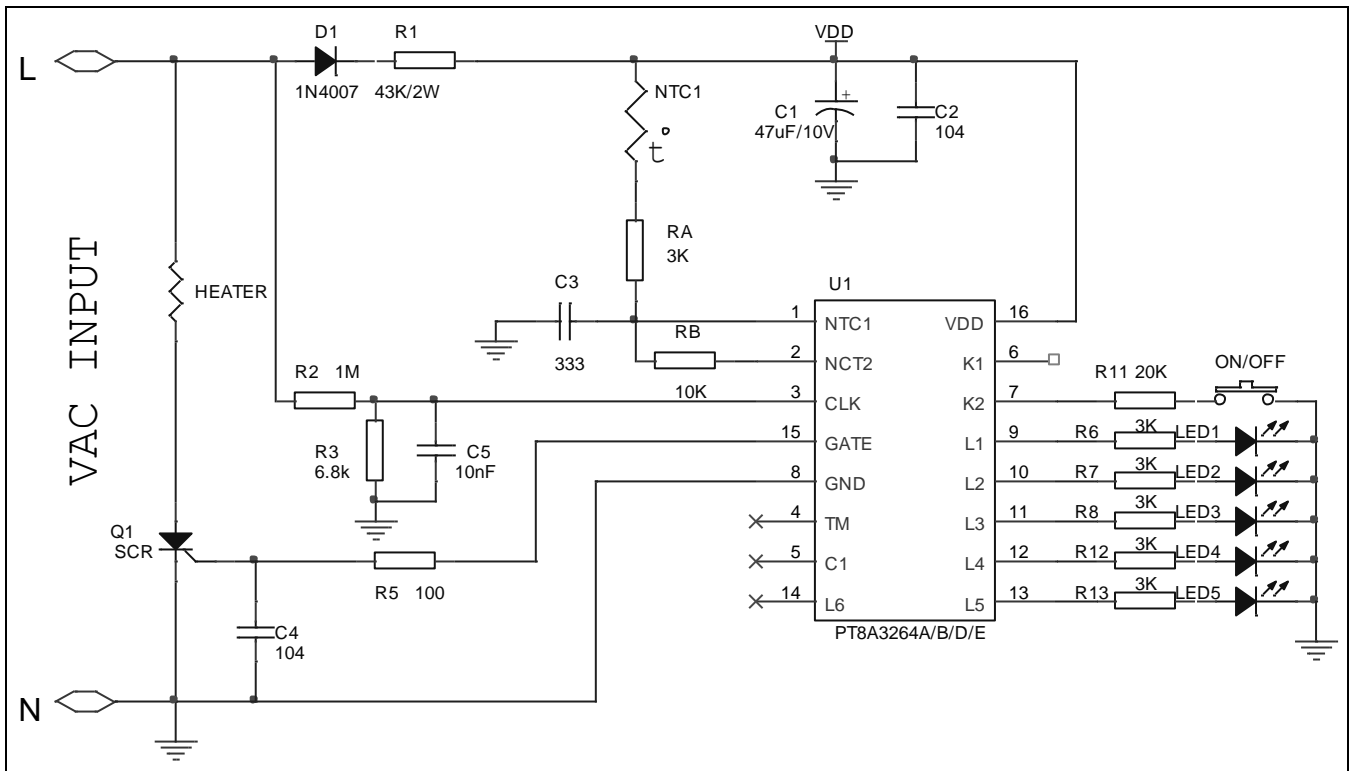 D1 R1 VDD
L
1N4007 43K/2W NTC1
t°
C1 + C2
47uF/10V 104
VAC INPUT
RA
3K
HEATER C3 U1
1 NTC1 VDD 16
333 RB 2 NCT2 K1 6 ON/OFF
R2 1M R11 20K
10K 3 CLK K2 7
R3 C5 15 GATE L1 9 R6 3K LED1
6.8k 10nF
8 GND L2 10 R7 3K LED2
Q1 4 TM L3 11 R8 3K LED3
SCR
5 C1 L4 12 R12 3K LED4
R5 100
14 L6 L5 13 R13 3K LED5
C4 PT8A3264A/B/D/E
104
N